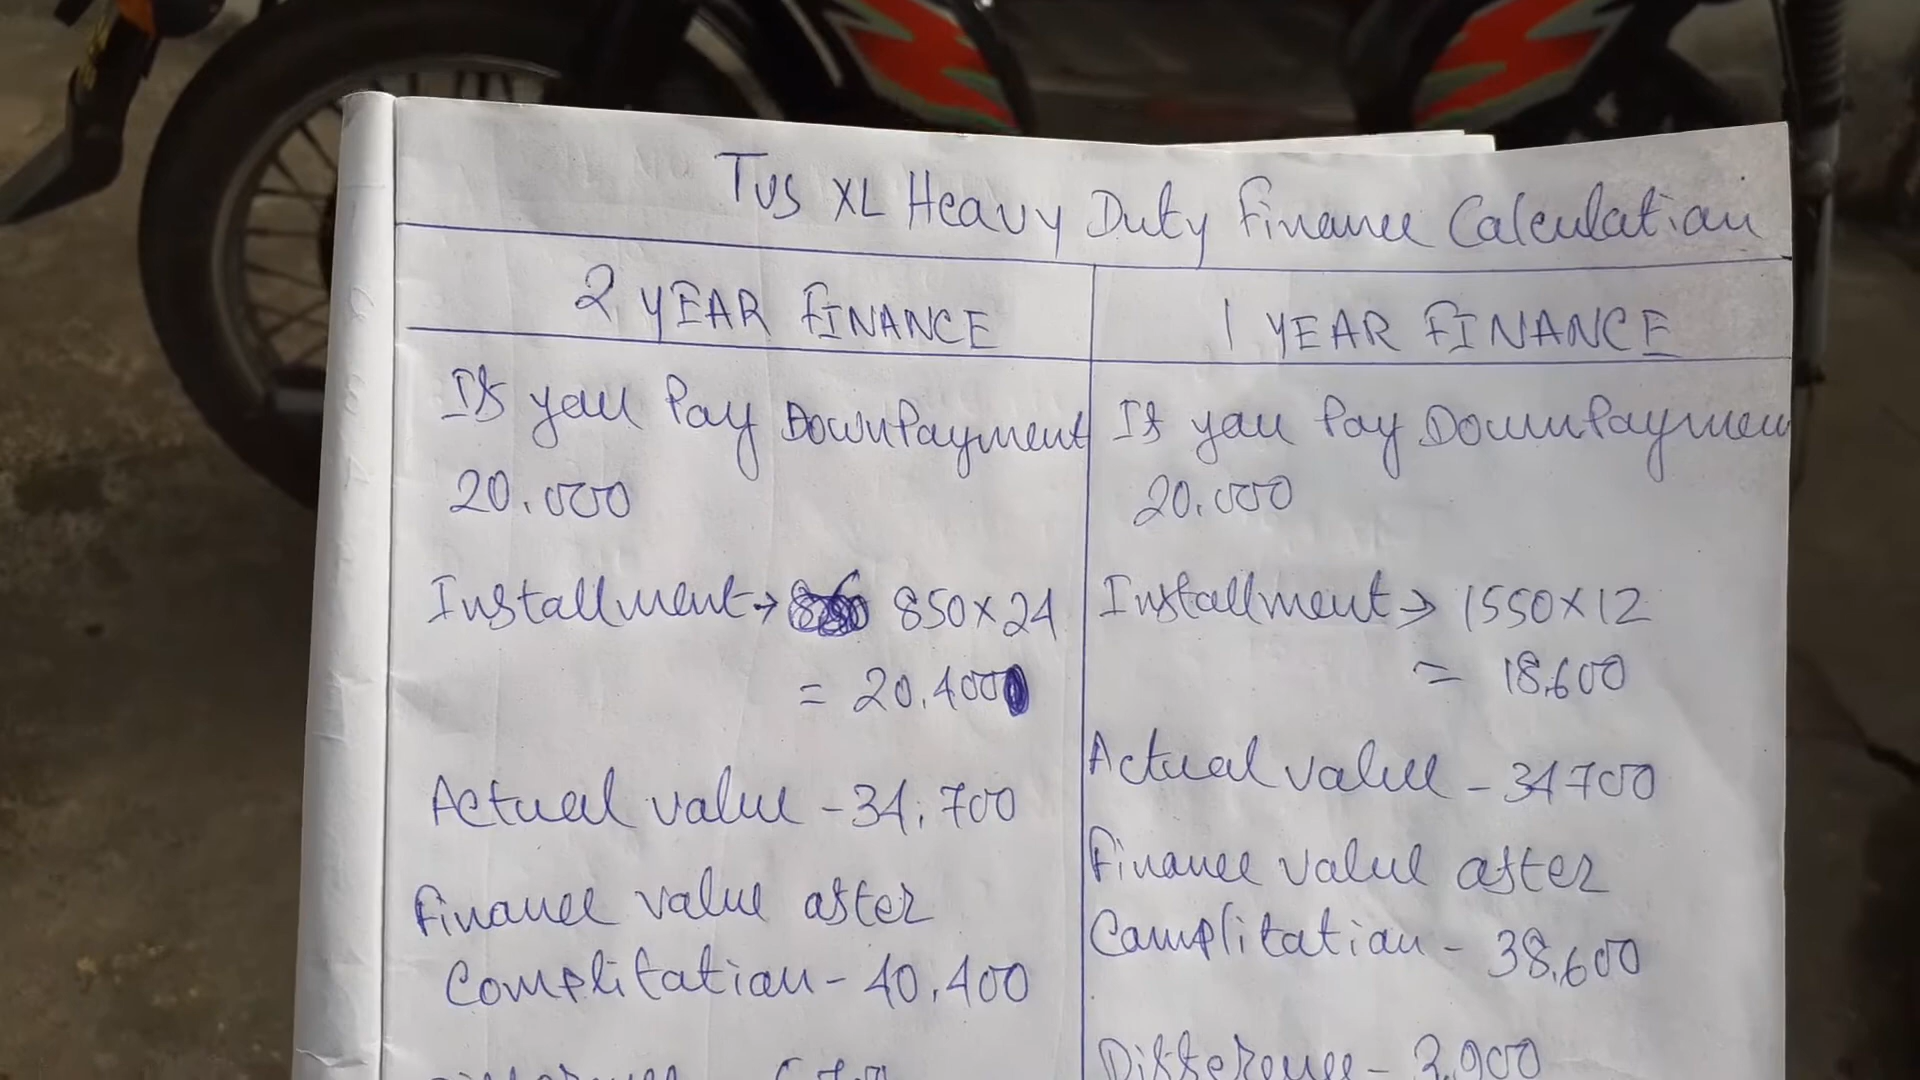 TVS XL Heavy Duty Finance Calculation
2 YEAR FINANCE
If you Pay DownPayment
20.000
Installment → 850×24
= 20.400
Actual value - 34.700
Finance value after
Complitation - 40.400
1 YEAR FINANCE
If you Pay DownPaymen
20.000
Installment → 1550×12
= 18.600
Actual value - 34700
Finance value after
Complitation - 38.600
Difference - 3.900